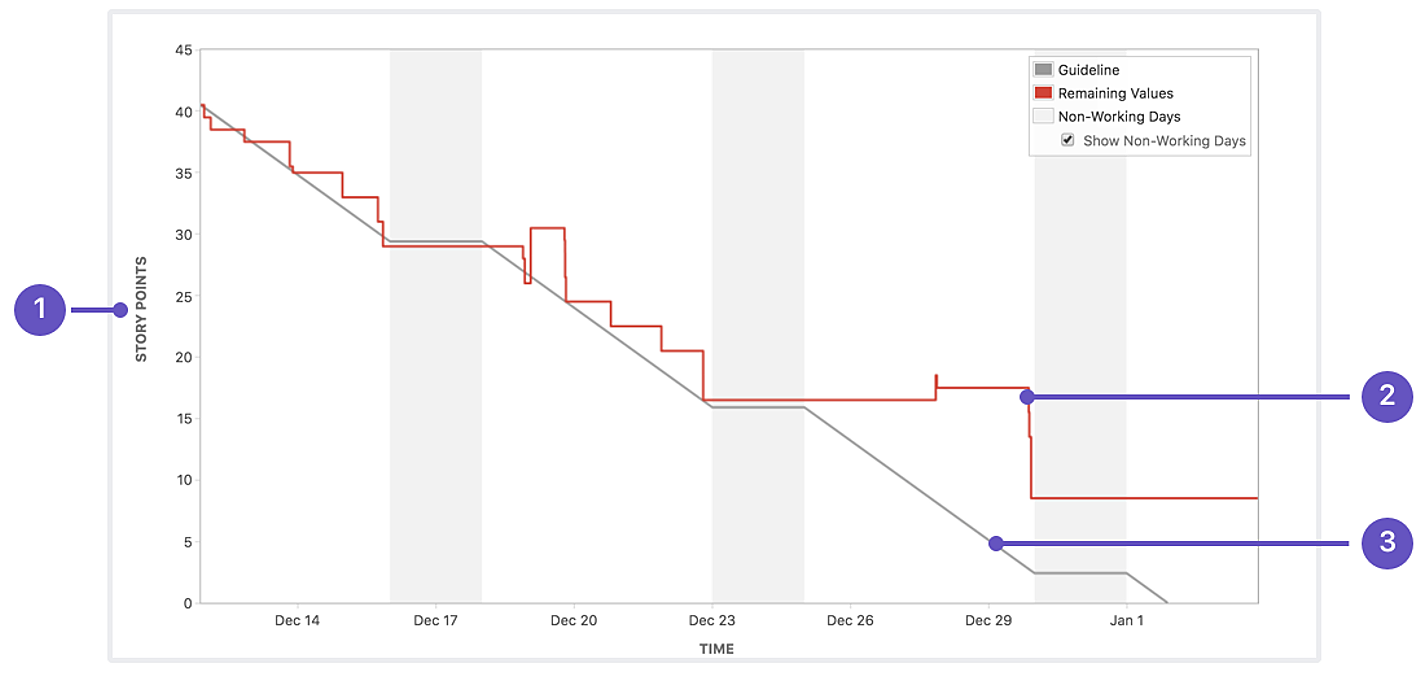 45
40
35
30
25
20
15
10
5
0
STORY POINTS
Guideline
Remaining Values
Non-Working Days
Show Non-Working Days
1
2
3
Dec 14 Dec 17 Dec 20 Dec 23 Dec 26 Dec 29 Jan 1
TIME